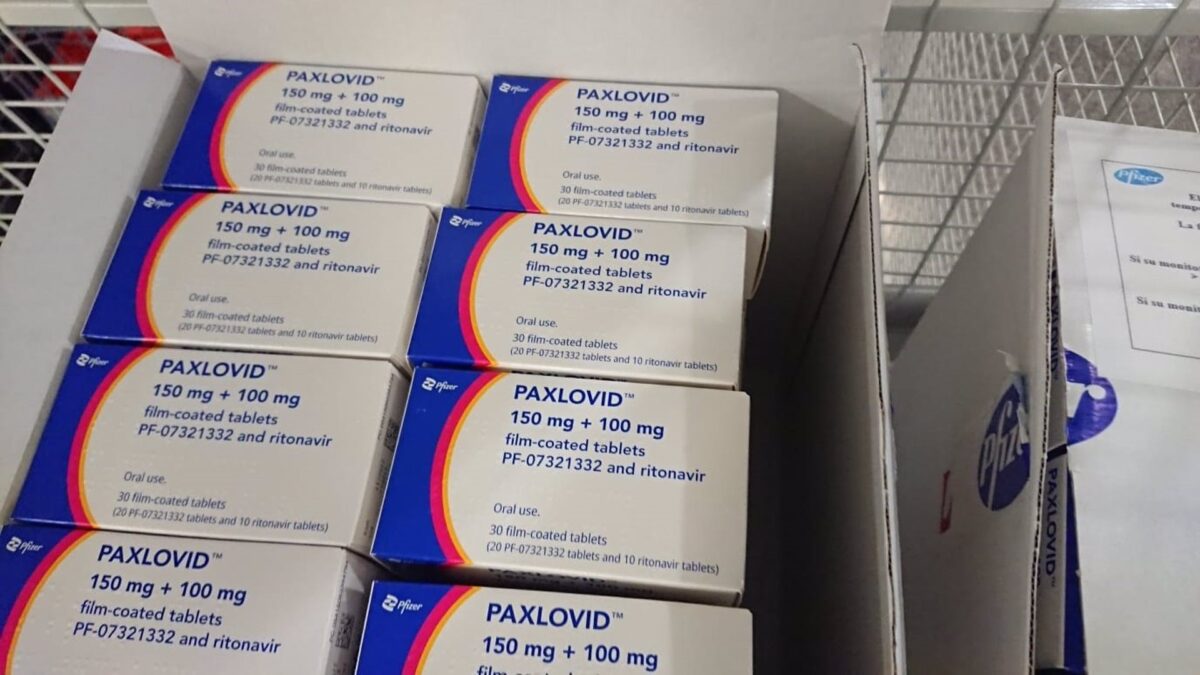 Pfizer
PAXLOVID™
150 mg + 100 mg
film-coated tablets
PF-07321332 and ritonavir
Oral use.
30 film-coated tablets
(20 PF-07321332 tablets and 10 ritonavir tablets)
Pfizer
PAXLOVID™
150 mg + 100 mg
film-coated tablets
PF-07321332 and ritonavir
Oral use.
30 film-coated tablets
(20 PF-07321332 tablets and 10 ritonavir tablets)
Pfizer
PAXLOVID™
150 mg + 100 mg
film-coated tablets
PF-07321332 and ritonavir
Oral use.
30 film-coated tablets
(20 PF-07321332 tablets and 10 ritonavir tablets)
Pfizer
PAXLOVID™
150 mg + 100 mg
film-coated tablets
PF-07321332 and ritonavir
Oral use.
30 film-coated tablets
(20 PF-07321332 tablets and 10 ritonavir tablets)
Pfizer
PAXLOVID™
150 mg + 100 mg
film-coated tablets
PF-07321332 and ritonavir
Oral use.
30 film-coated tablets
(20 PF-07321332 tablets and 10 ritonavir tablets)
Pfizer
PAXLOVID™
150 mg + 100 mg
film-coated tablets
PF-07321332 and ritonavir
Oral use.
30 film-coated tablets
(20 PF-07321332 tablets and 10 ritonavir tablets)
Pfizer
PAXLOVID™
150 mg + 100 mg
film-coated tablets
PF-07321332 and ritonavir
Pfizer
PAXLOVID™
150 mg + 100 mg
Pfiz
PAXLOVID™
Pfizer
El
La
Si su
Si su